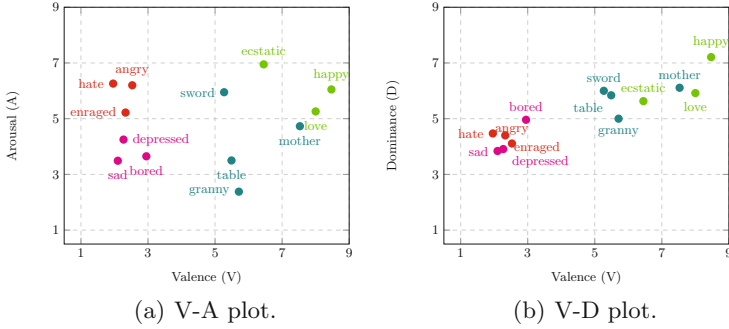 9
7
5
3
1
1
3
5
7
9
Arousal (A)
Valence (V)
ecstatic
angry
hate
happy
sword
enraged
love
mother
depressed
sad
bored
table
granny
(a) V-A plot.
9
7
5
3
1
1
3
5
7
9
Dominance (D)
Valence (V)
happy
sword
mother
ecstatic
table
love
bored
granny
hate
angry
enraged
sad
depressed
(b) V-D plot.